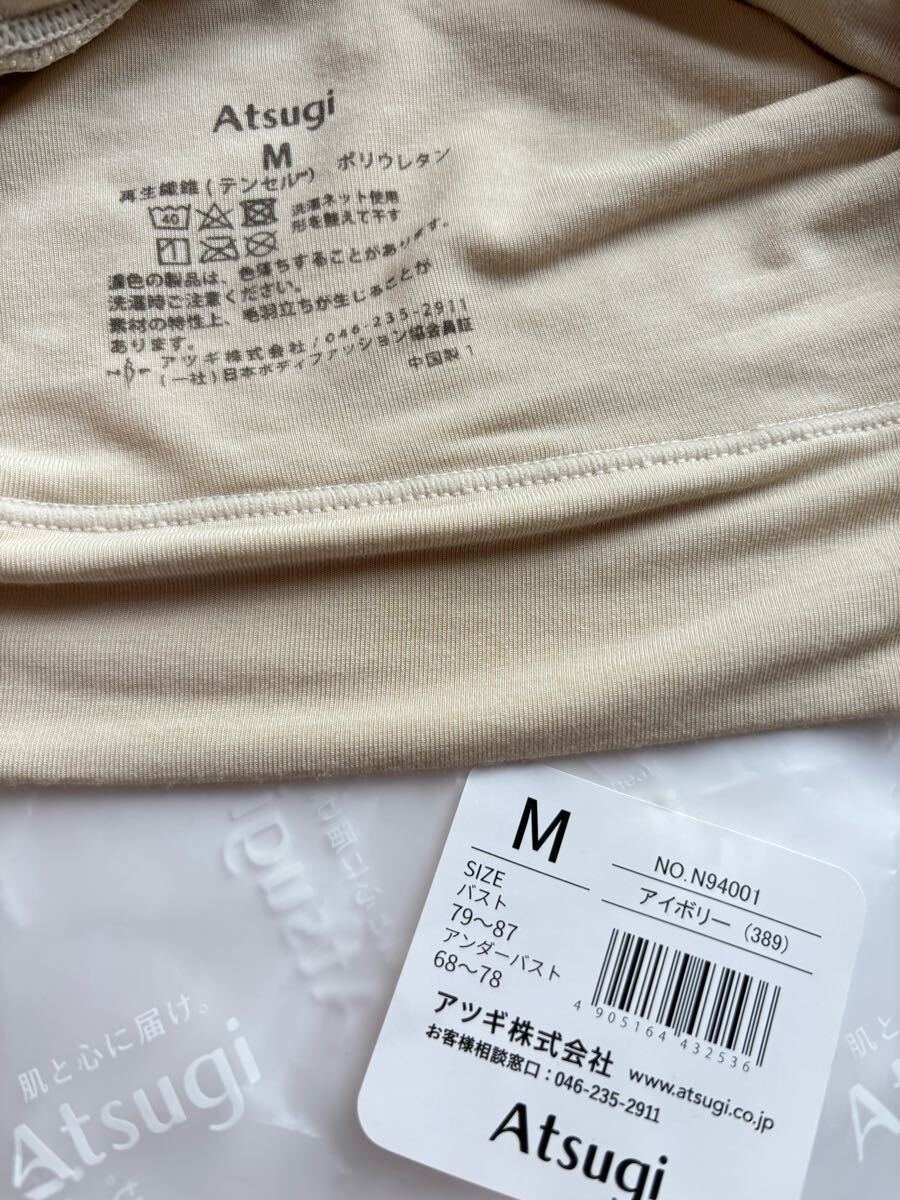 Atsugi
M
再生繊維(テンセル™) ポリウレタン
40
洗濯ネット使用
形を整えて干す
濃色の製品は、色落ちすることがあります。
洗濯時ご注意ください。
素材の特性上、毛羽立ちが生じることが
あります。
アツギ株式会社/046-235-2911
(一社)日本ボディファッション協会員証
中国製 1
M
SIZE
バスト
79～87
アンダーバスト
68～78
NO.N94001
アイボリー (389)
4 905164 432536
アツギ株式会社
www.atsugi.co.jp
お客様相談窓口:046-235-2911
Atsugi
肌と心に届け。
Atsugi
Atsugi
肌と